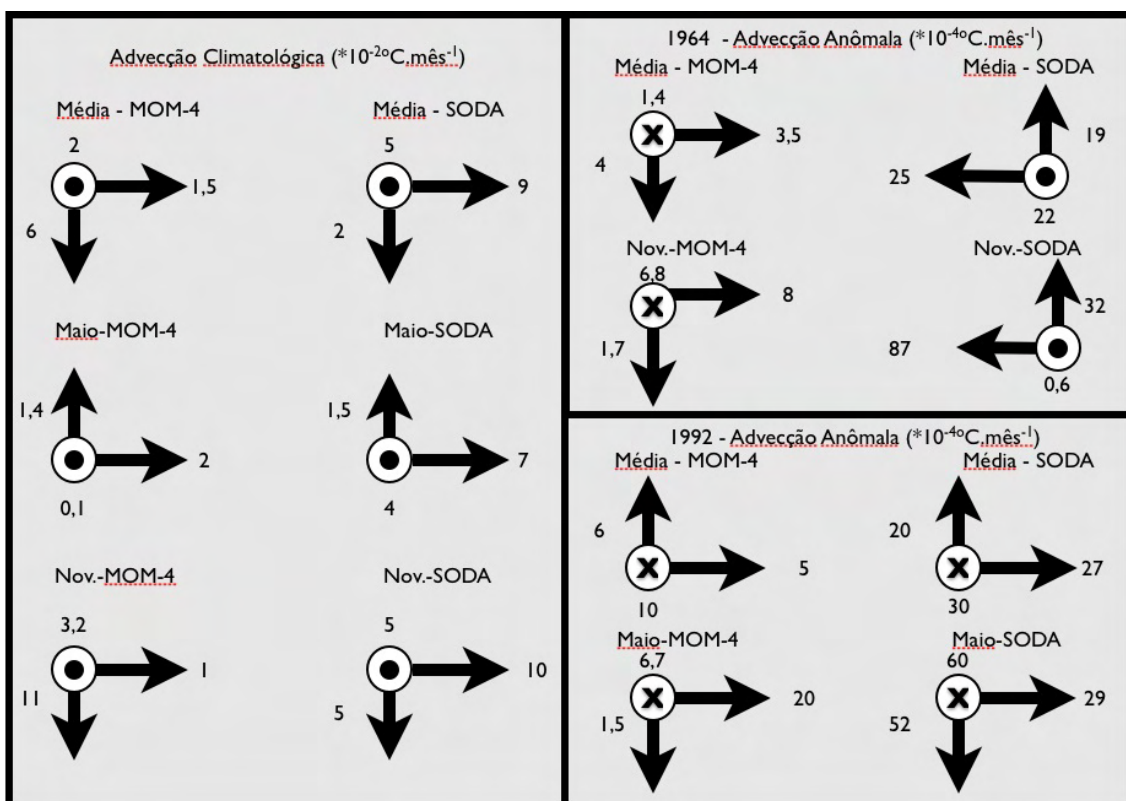 Advecção Climatológica (*10⁻²⁰C.mês⁻¹)
Média - MOM-4
Média - SODA
2
5
1,5
9
6
2
Maio-MOM-4
Maio-SODA
1,4
1,5
2
7
0,1
4
Nov.-MOM-4
Nov.-SODA
3,2
5
1
10
11
5
1964 - Advecção Anômala (*10⁻⁴⁰C.mês⁻¹)
Média - MOM-4
Média - SODA
1,4
3,5
19
4
25
22
Nov.-MOM-4
Nov.-SODA
6,8
8
32
1,7
87
0,6
1992 - Advecção Anômala (*10⁻⁴⁰C.mês⁻¹)
Média - MOM-4
Média - SODA
6
20
5
27
10
30
Maio-MOM-4
Maio-SODA
6,7
60
20
29
1,5
52